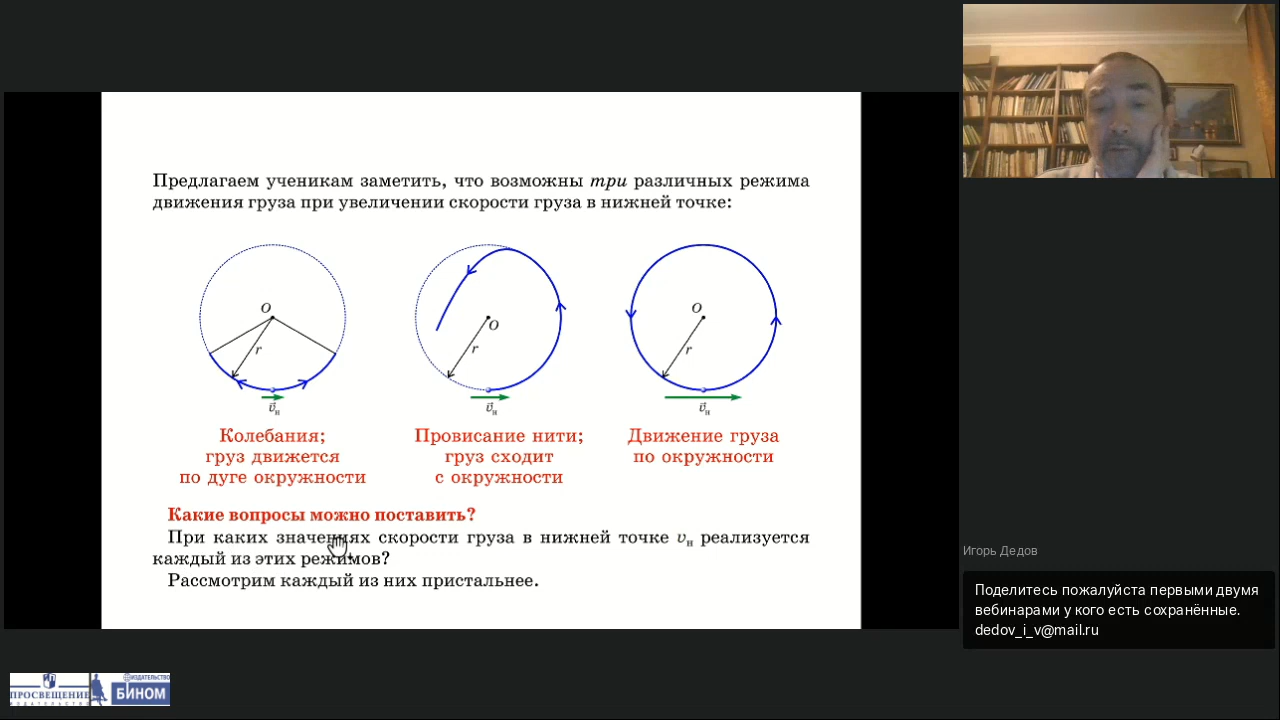 Предлагаем ученикам заметить, что возможны три различных режима
движения груза при увеличении скорости груза в нижней точке:
O
r
v⃗н
O
r
v⃗н
O
r
v⃗н
Колебания;
груз движется
по дуге окружности
Провисание нити;
груз сходит
с окружности
Движение груза
по окружности
Какие вопросы можно поставить?
При каких значениях скорости груза в нижней точке vн реализуется
каждый из этих режимов?
Рассмотрим каждый из них пристальнее.
Игорь Дедов
Поделитесь пожалуйста первыми двумя
вебинарами у кого есть сохранённые.
dedov_i_v@mail.ru
ПРОСВЕЩЕНИЕ
ИЗДАТЕЛЬСТВО
ИЗДАТЕЛЬСТВО
БИНОМ